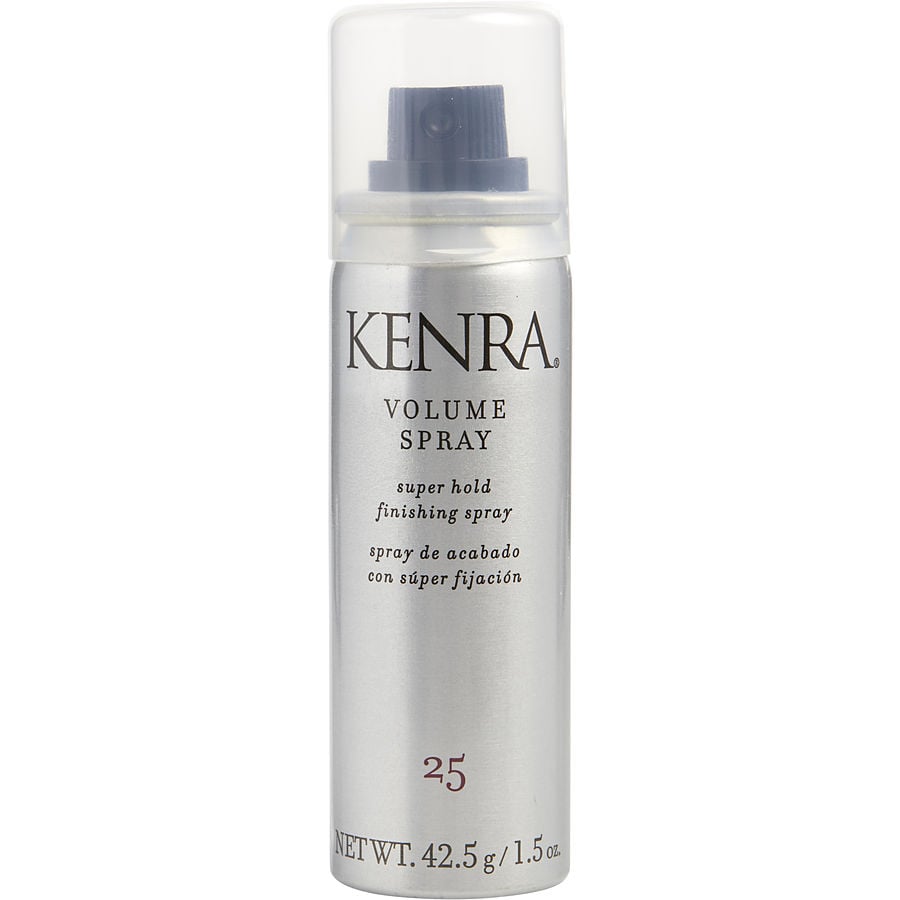 KENRA®
VOLUME
SPRAY
super hold
finishing spray
spray de acabado
con súper fijación
25
NET WT. 42.5 g / 1.5 oz.